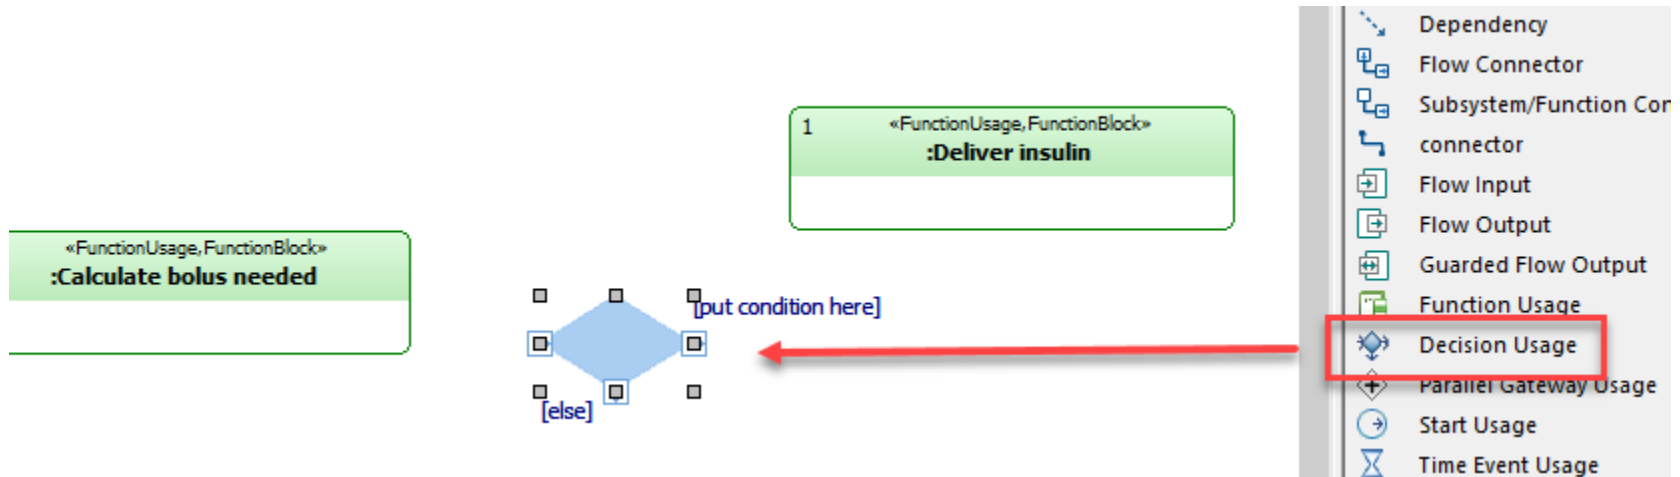 «FunctionUsage,FunctionBlock»
:Calculate bolus needed
1
«FunctionUsage,FunctionBlock»
:Deliver insulin
[put condition here]
[else]
Dependency
Flow Connector
Subsystem/Function Con
connector
Flow Input
Flow Output
Guarded Flow Output
Function Usage
Decision Usage
Parallel Gateway Usage
Start Usage
Time Event Usage